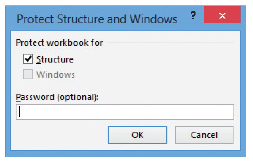 Protect Structure and Windows ? x
Protect workbook for
Structure
Windows
Password (optional):
OK Cancel